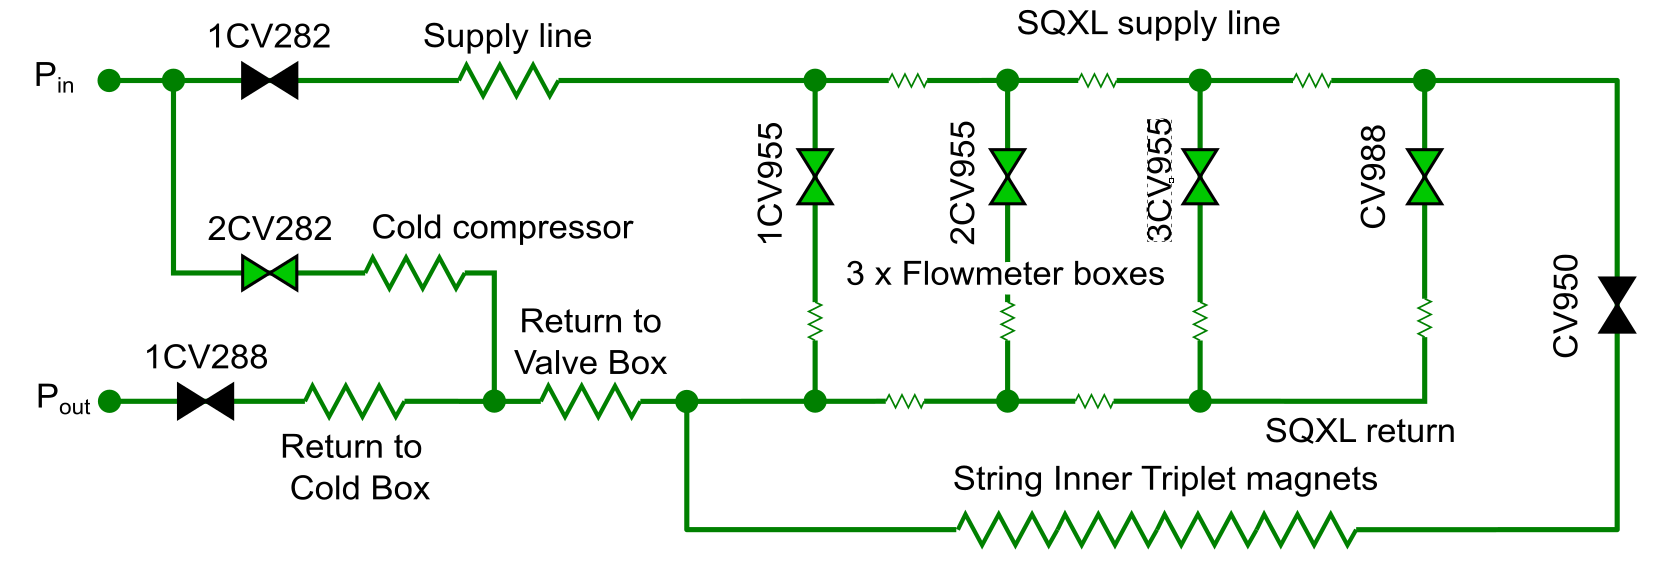 SQXL supply line
1CV282
Supply line
Pin
1CV955
2CV955
3CV955
CV988
2CV282
Cold compressor
3 x Flowmeter boxes
CV950
Return to
Valve Box
1CV288
Pout
Return to
Cold Box
SQXL return
String Inner Triplet magnets